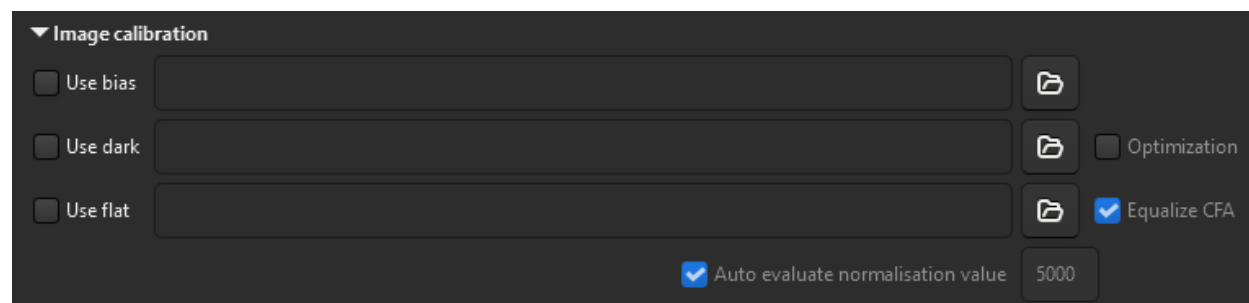 Image calibration
Use bias
Use dark Optimization
Use flat Equalize CFA
Auto evaluate normalisation value 5000